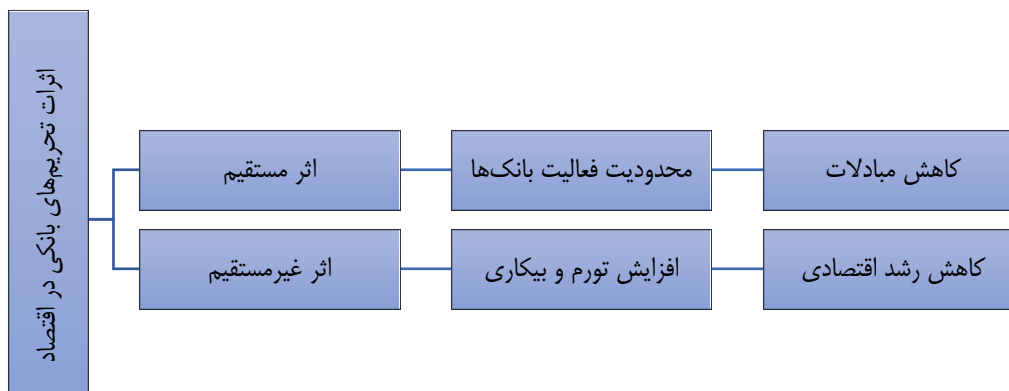 اثرات تحریم‌های بانکی در اقتصاد
اثر مستقیم
محدودیت فعالیت بانک‌ها
کاهش مبادلات
اثر غیرمستقیم
افزایش تورم و بیکاری
کاهش رشد اقتصادی